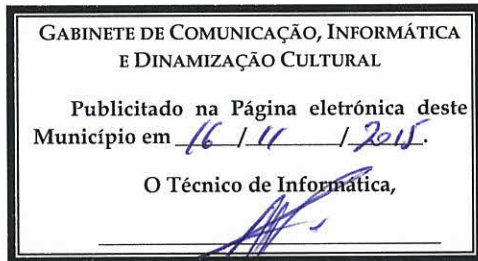 GABINETE DE COMUNICAÇÃO, INFORMÁTICA
E DINAMIZAÇÃO CULTURAL
Publicitado na Página eletrónica deste
Município em 16 / 11 / 2015.
O Técnico de Informática,